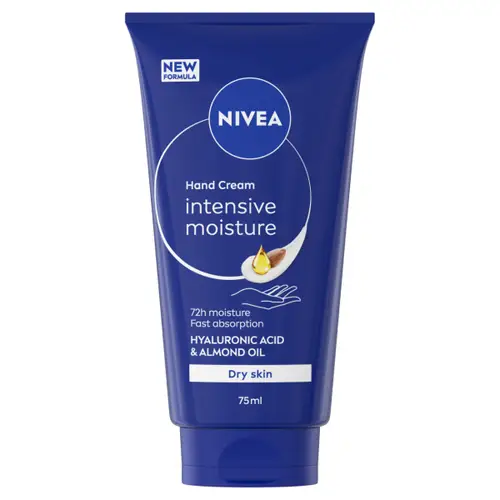 NEW
FORMULA
NIVEA
Hand Cream
intensive
moisture
72h moisture
Fast absorption
HYALURONIC ACID
& ALMOND OIL
Dry skin
75ml